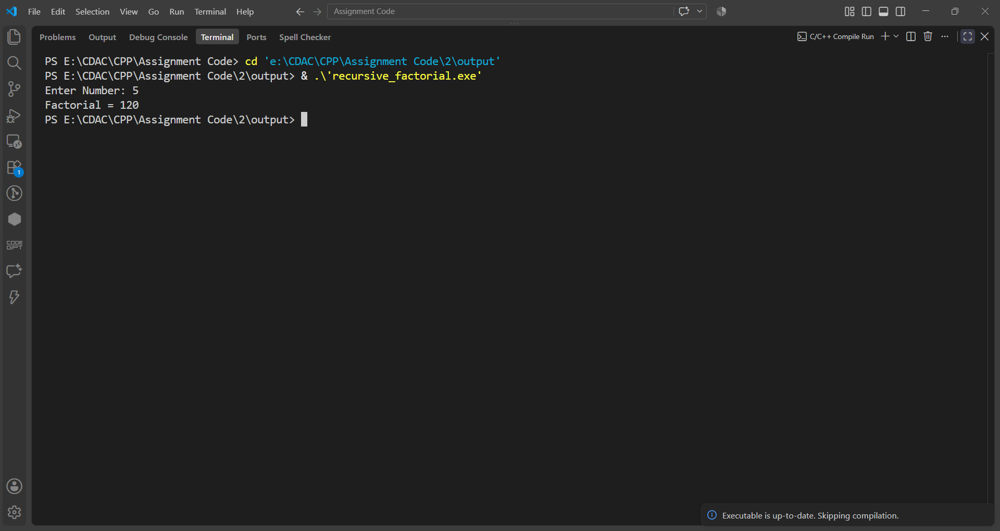 File Edit Selection View Go Run Terminal Help
Assignment Code
Problems Output Debug Console Terminal Ports Spell Checker
C/C++ Compile Run
PS E:\CDAC\CPP\Assignment Code> cd 'e:\CDAC\CPP\Assignment Code\2\output'
PS E:\CDAC\CPP\Assignment Code\2\output> & .\'recursive_factorial.exe'
Enter Number: 5
Factorial = 120
PS E:\CDAC\CPP\Assignment Code\2\output>
1
CODE
GPT
Executable is up-to-date. Skipping compilation.